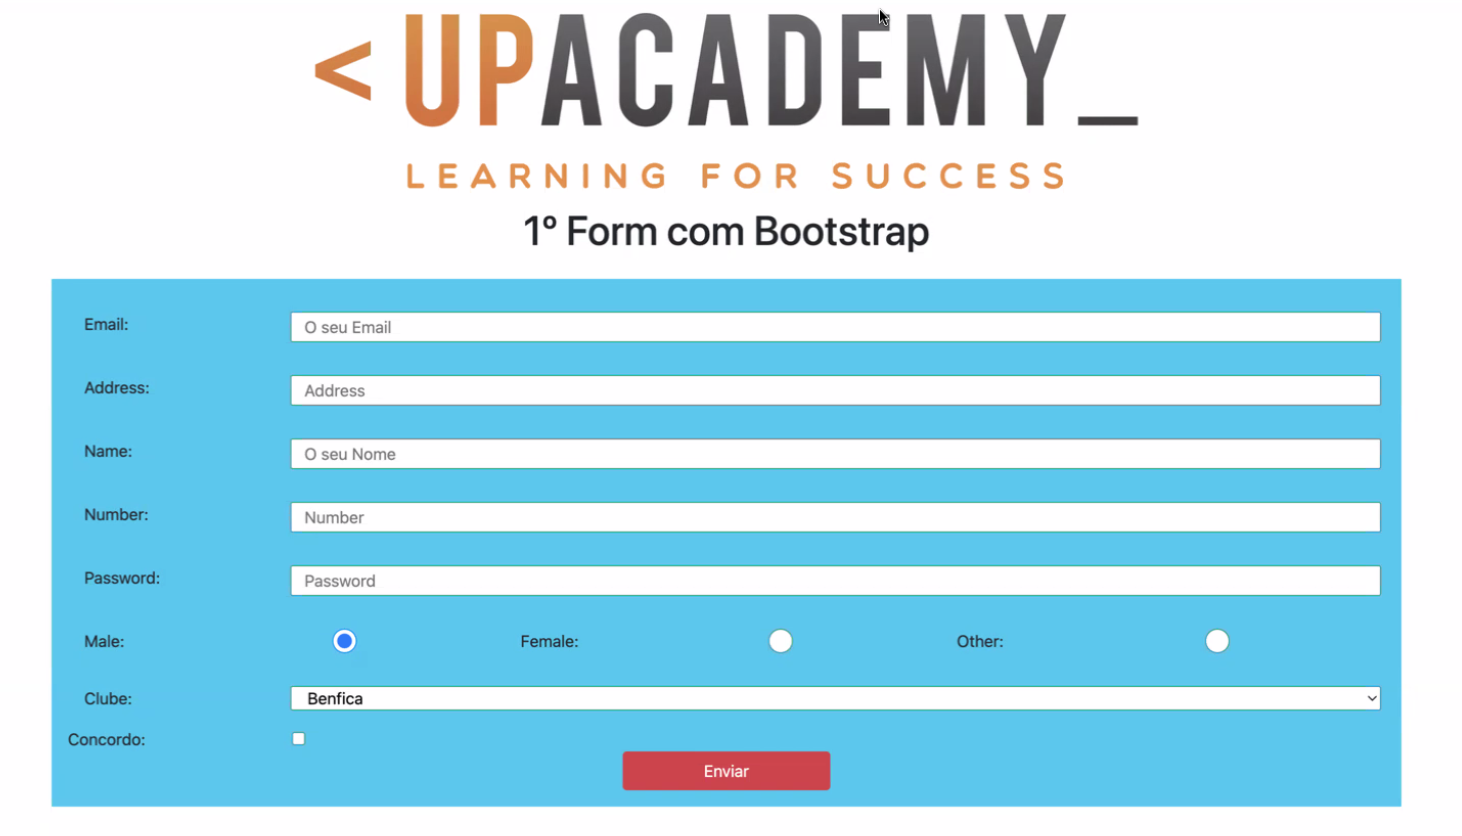 < UPACADEMY_
LEARNING FOR SUCCESS
1º Form com Bootstrap
Email: O seu Email
Address: Address
Name: O seu Nome
Number: Number
Password: Password
Male: Female: Other:
Clube: Benfica
Concordo:
Enviar